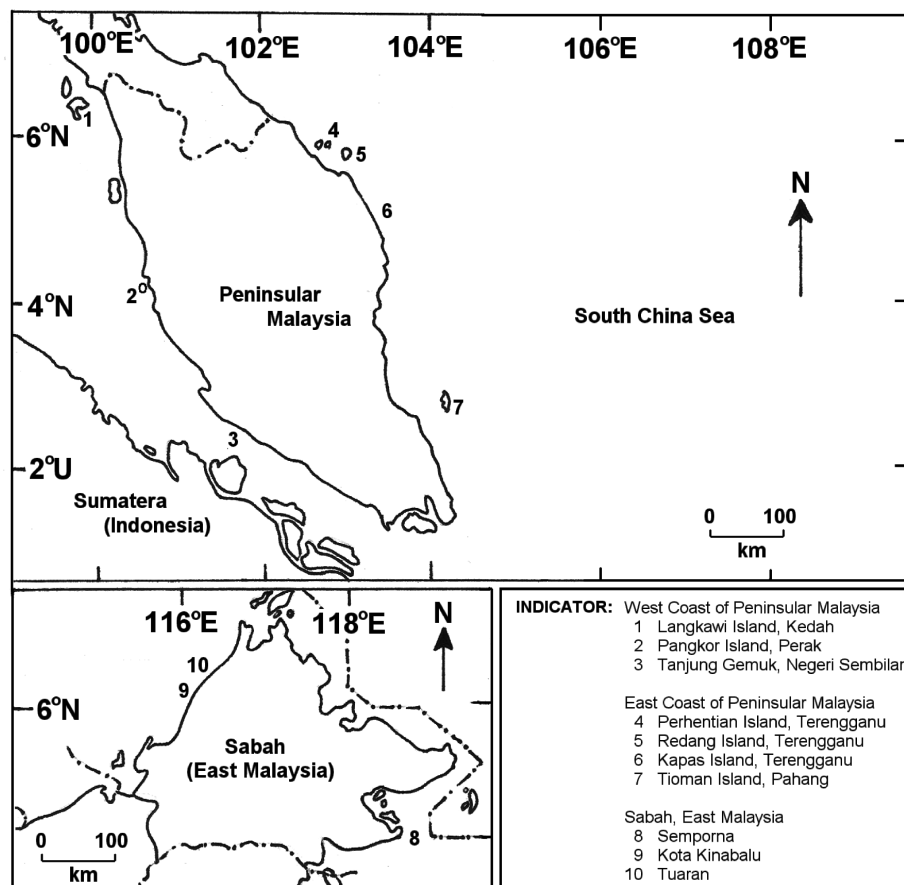 100°E 102°E 104°E 106°E 108°E
1
6°N
4
5
6
N
2
4°N
Peninsular
Malaysia
South China Sea
7
3
2°U
Sumatera
(Indonesia)
0 100
km
116°E 118°E
N
10
9
6°N
Sabah
(East Malaysia)
8
0 100
km
INDICATOR: West Coast of Peninsular Malaysia
1 Langkawi Island, Kedah
2 Pangkor Island, Perak
3 Tanjung Gemuk, Negeri Sembilan
East Coast of Peninsular Malaysia
4 Perhentian Island, Terengganu
5 Redang Island, Terengganu
6 Kapas Island, Terengganu
7 Tioman Island, Pahang
Sabah, East Malaysia
8 Semporna
9 Kota Kinabalu
10 Tuaran